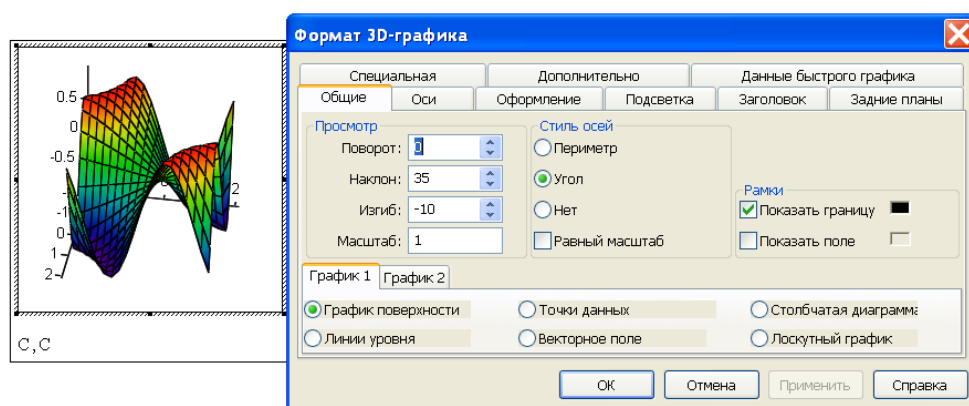 Формат 3D-графика
Специальная Дополнительно Данные быстрого графика
Общие Оси Оформление Подсветка Заголовок Задние планы
Просмотр Стиль осей
Поворот: 0 Периметр
Наклон: 35 Угол
Рамки
Изгиб: -10 Нет Показать границу
Масштаб: 1 Равный масштаб Показать поле
График 1 График 2
График поверхности Точки данных Столбчатая диаграмма
Линии уровня Векторное поле Лоскутный график
ОК Отмена Применить Справка
0.5
0
-0.5
-1
0
1
2
2
C,C